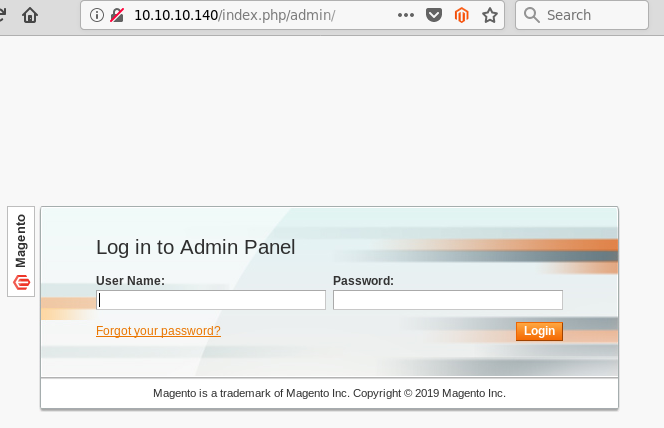 10.10.10.140/index.php/admin/
Search
Magento
Log in to Admin Panel
User Name:
Password:
Forgot your password?
Login
Magento is a trademark of Magento Inc. Copyright © 2019 Magento Inc.